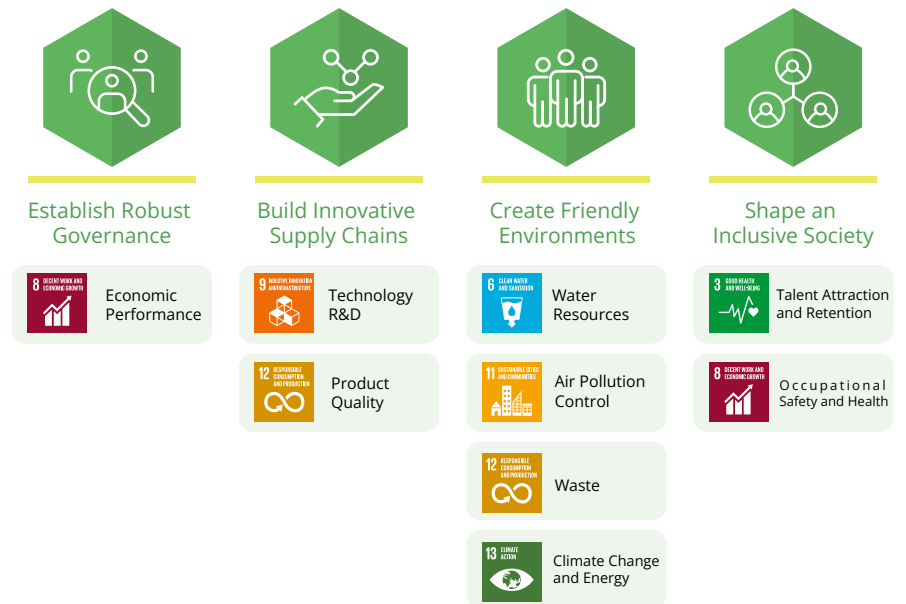 Establish Robust
Governance
8 DECENT WORK AND
ECONOMIC GROWTH
Economic
Performance
Build Innovative
Supply Chains
9 INDUSTRY, INNOVATION
AND INFRASTRUCTURE
Technology
R&D
12 RESPONSIBLE
CONSUMPTION
AND PRODUCTION
Product
Quality
Create Friendly
Environments
6 CLEAN WATER
AND SANITATION
Water
Resources
11 SUSTAINABLE CITIES
AND COMMUNITIES
Air Pollution
Control
12 RESPONSIBLE
CONSUMPTION
AND PRODUCTION
Waste
13 CLIMATE
ACTION
Climate Change
and Energy
Shape an
Inclusive Society
3 GOOD HEALTH
AND WELL-BEING
Talent Attraction
and Retention
8 DECENT WORK AND
ECONOMIC GROWTH
Occupational
Safety and Health